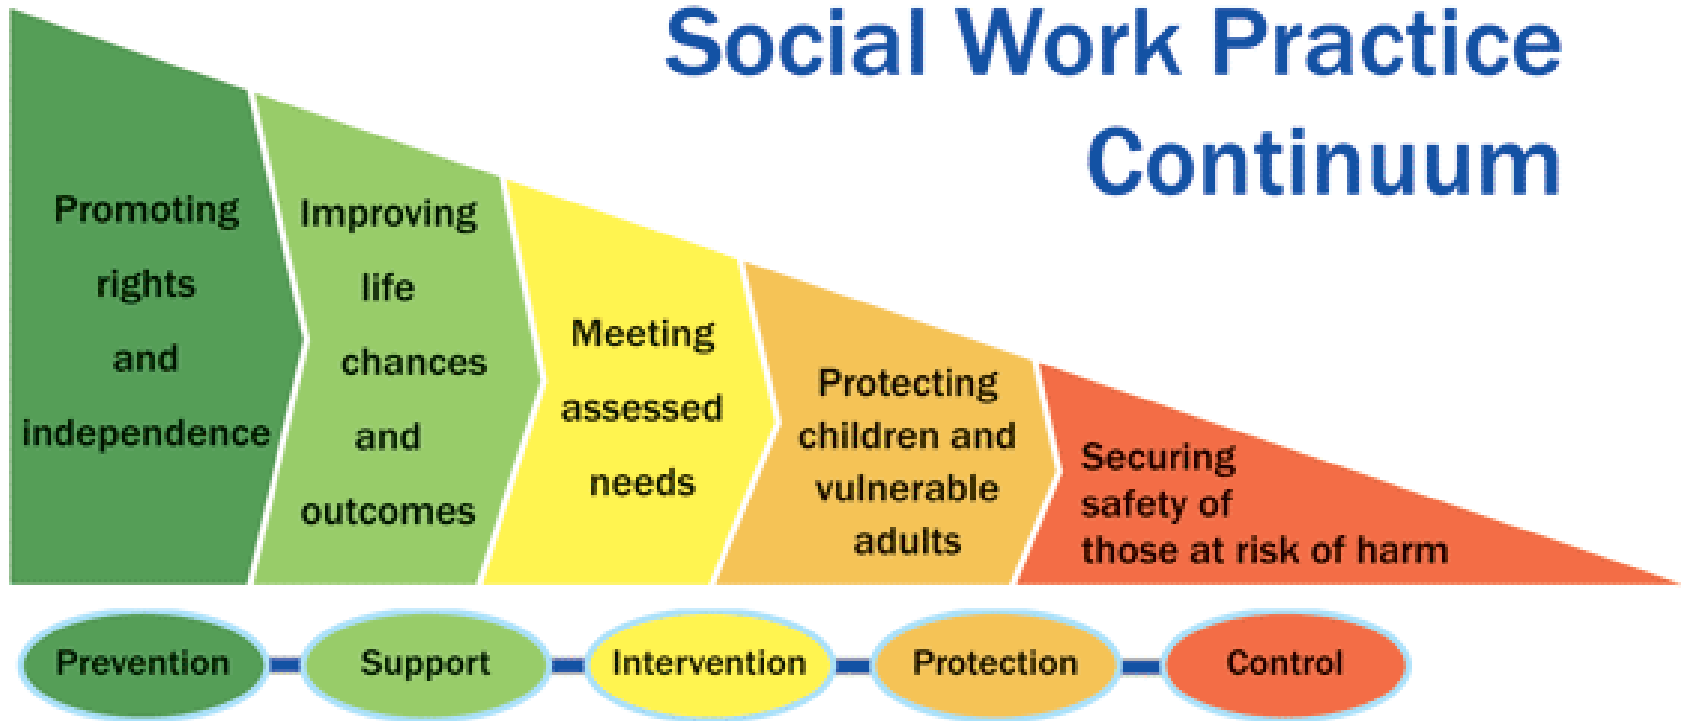 Social Work Practice
Continuum
Promoting
rights
and
independence
Improving
life
chances
and
outcomes
Meeting
assessed
needs
Protecting
children and
vulnerable
adults
Securing
safety of
those at risk of harm
Prevention
Support
Intervention
Protection
Control